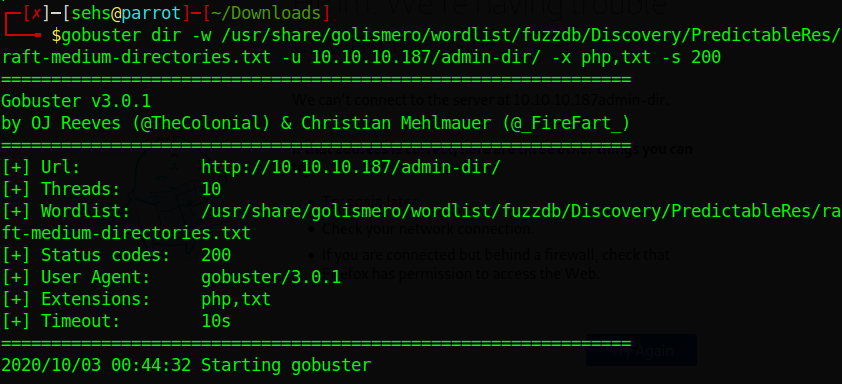 ┌─[✗]─[sehs@parrot]─[~/Downloads]
└──╼ $gobuster dir -w /usr/share/golismero/wordlist/fuzzdb/Discovery/PredictableRes/
raft-medium-directories.txt -u 10.10.10.187/admin-dir/ -x php,txt -s 200
===============================================================
Gobuster v3.0.1
We can't connect to the server at 10.10.10.187admin-dir
by OJ Reeves (@TheColonial) & Christian Mehlmauer (@_FireFart_)
===============================================================
[+] Url:            http://10.10.10.187/admin-dir/
[+] Threads:        10
[+] Wordlist:       /usr/share/golismero/wordlist/fuzzdb/Discovery/PredictableRes/ra
ft-medium-directories.txt
Check your network connection.
[+] Status codes:   200
If you are connected but behind a firewall, check that
[+] User Agent:     gobuster/3.0.1
Firefox has permission to access the Web.
[+] Extensions:     php,txt
[+] Timeout:        10s
===============================================================
Try Again
2020/10/03 00:44:32 Starting gobuster